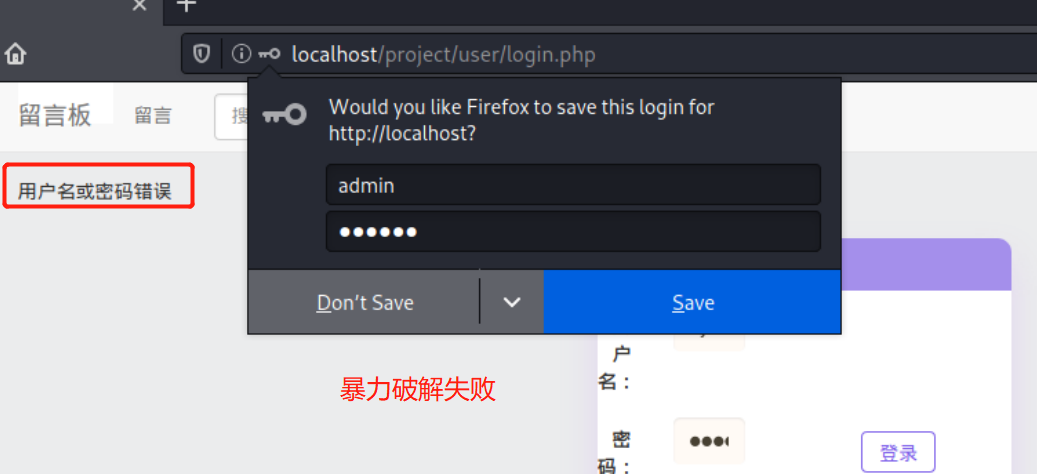 localhost/project/user/login.php
留言板
留言
搜
Would you like Firefox to save this login for
http://localhost?
用户名或密码错误
admin
Don't Save
Save
暴力破解失败
户
名：
密
码：
登录